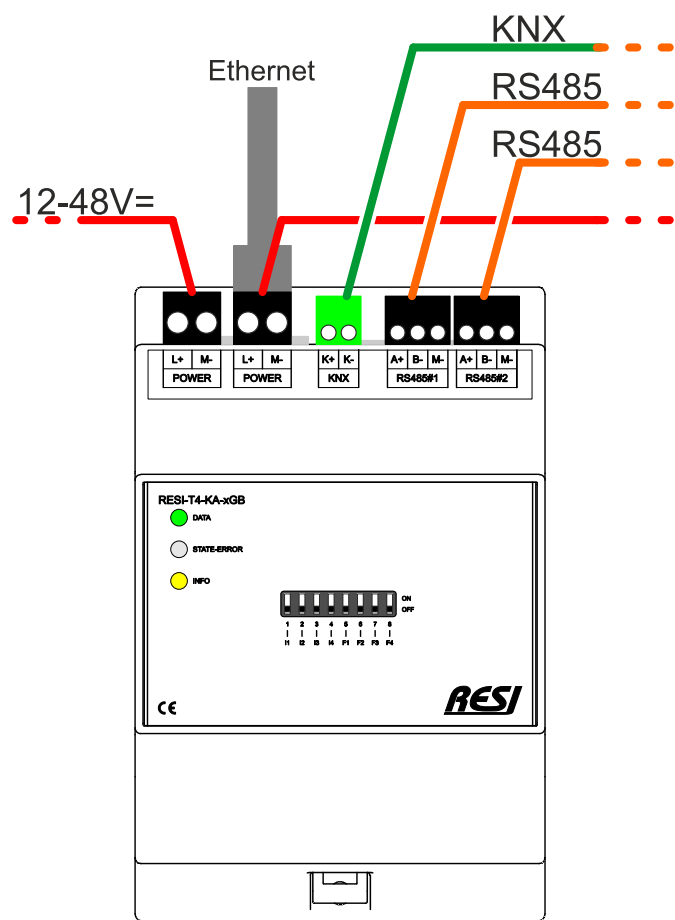 KNX
Ethernet
RS485
RS485
12-48V=
L+ M- L+ M- K+ K- A+ B- M- A+ B- M-
POWER POWER KNX RS485#1 RS485#2
RESI-T4-KA-xGB
DATA
STATE-ERROR
INFO
ON
OFF
1 2 3 4 5 6 7 8
I1 I2 I3 I4 F1 F2 F3 F4
CE RESI